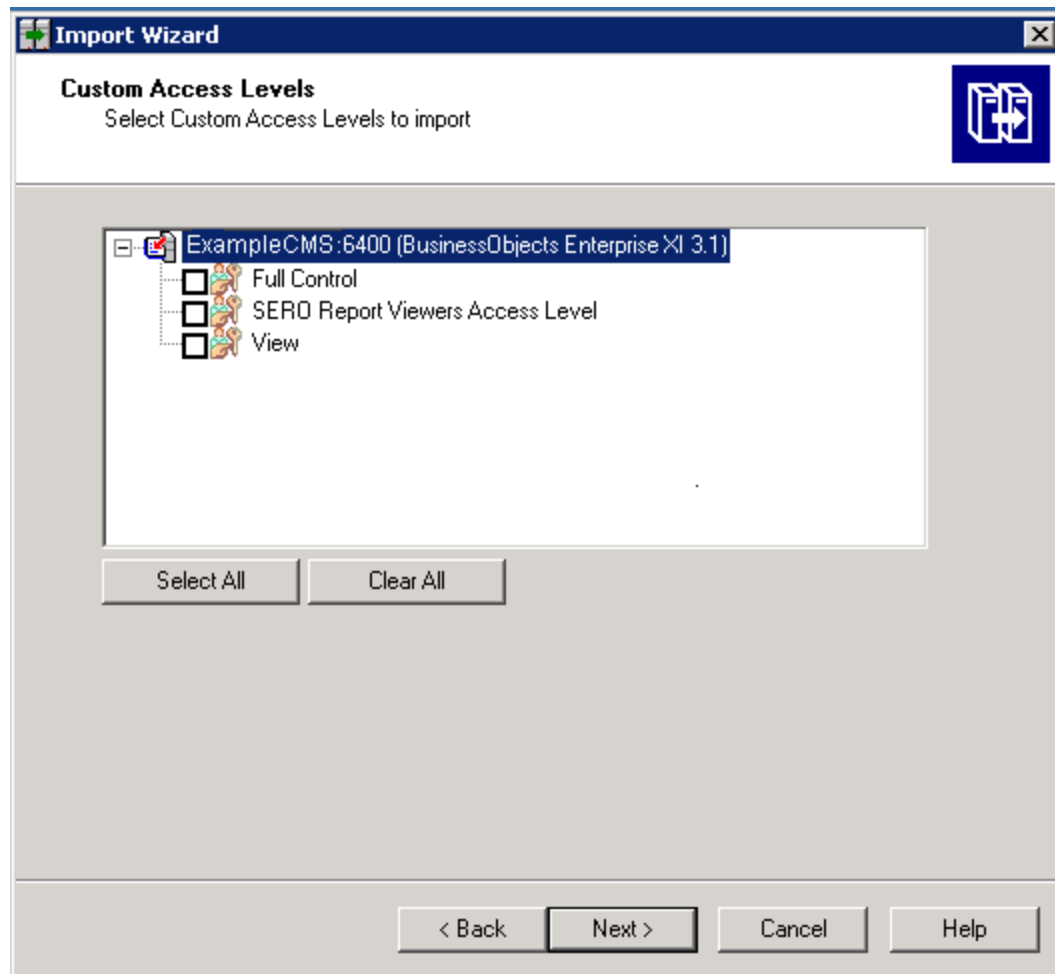 Import Wizard
Custom Access Levels
Select Custom Access Levels to import
ExampleCMS:6400 (BusinessObjects Enterprise XI 3.1)
Full Control
SERO Report Viewers Access Level
View
Select All Clear All
< Back Next > Cancel Help